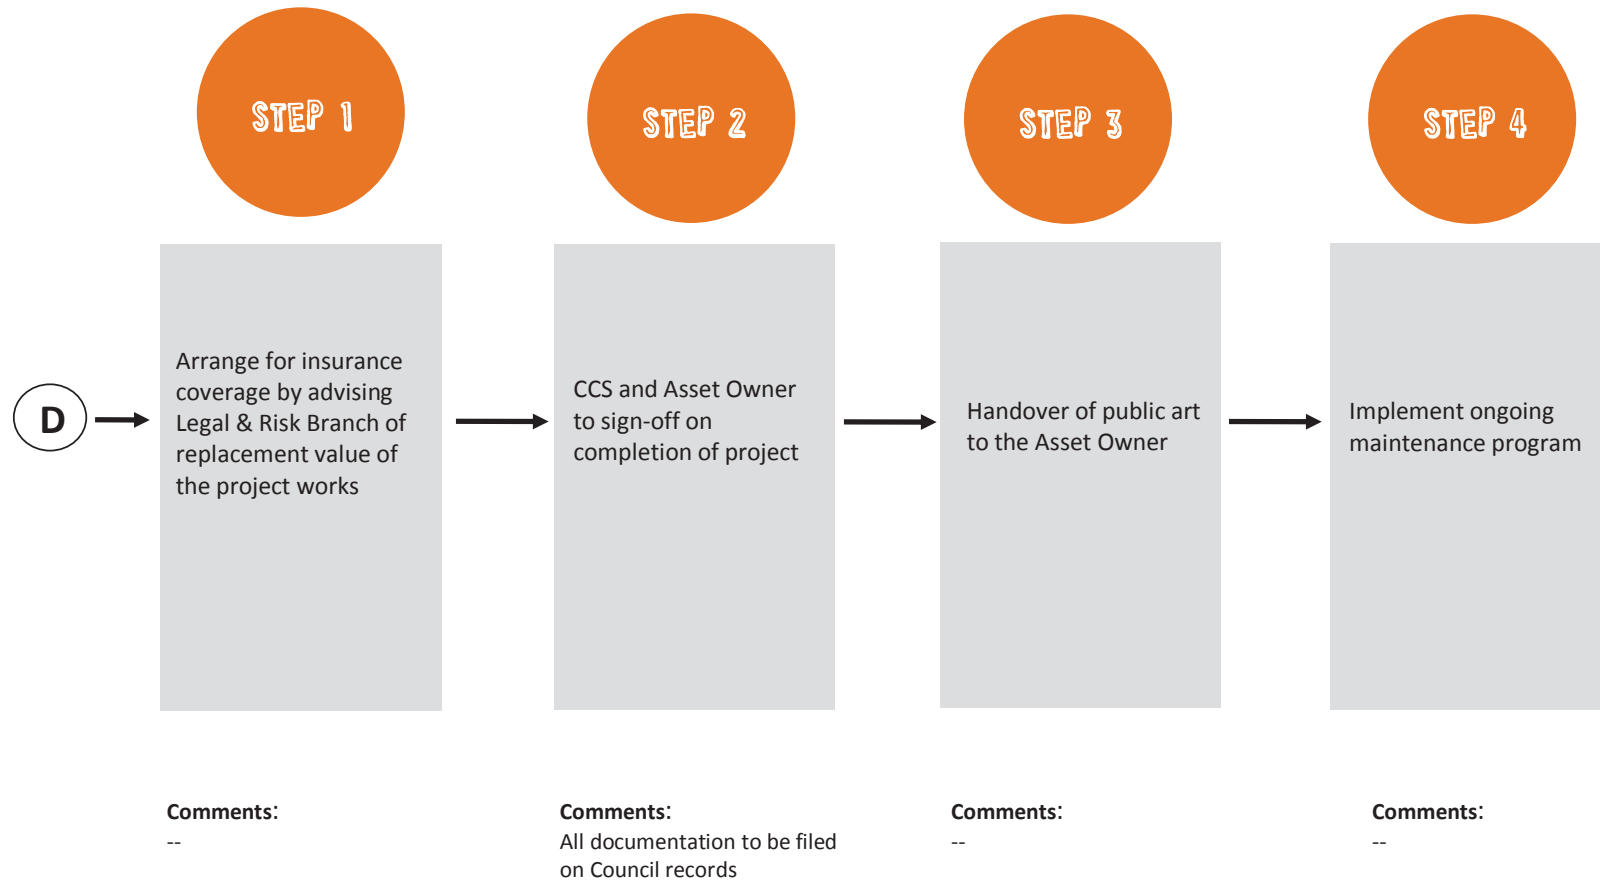 STEP 1
STEP 2
STEP 3
STEP 4
D
Arrange for insurance
coverage by advising
Legal & Risk Branch of
replacement value of
the project works
CCS and Asset Owner
to sign-off on
completion of project
Handover of public art
to the Asset Owner
Implement ongoing
maintenance program
Comments:
--
Comments:
All documentation to be filed
on Council records
Comments:
--
Comments:
--